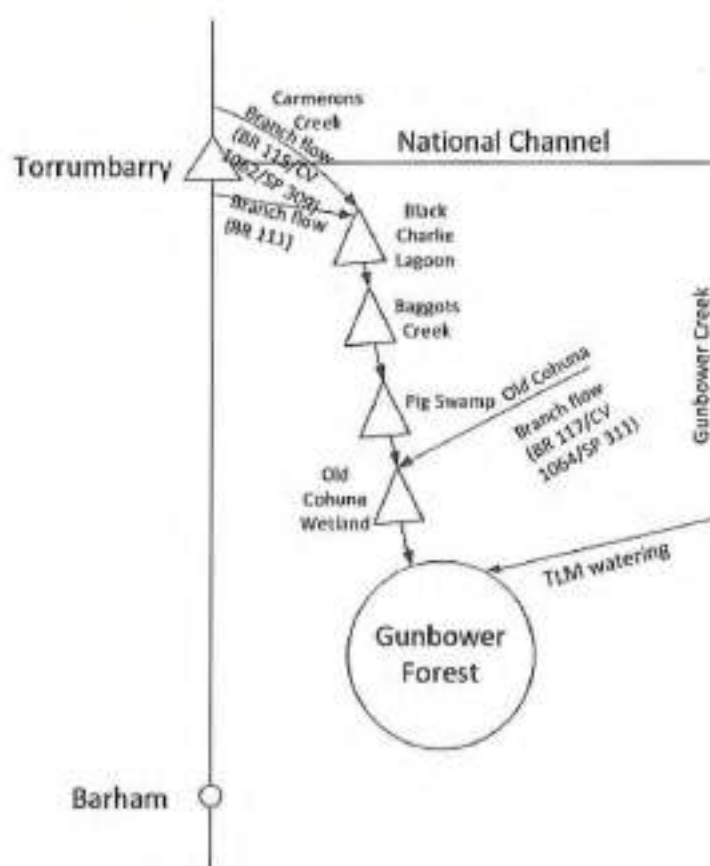 Carmerons
Creek
Branch flow
(BR 115/CV
1062/SP 309)
National Channel
Torrumbarry
Branch flow
(BR 111)
Black
Charlie
Lagoon
Baggots
Creek
Gunbower Creek
Pig Swamp
Old Cohuna
Branch flow
(BR 117/CV
1064/SP 311)
Old
Cohuna
Wetland
TLM watering
Gunbower
Forest
Barham